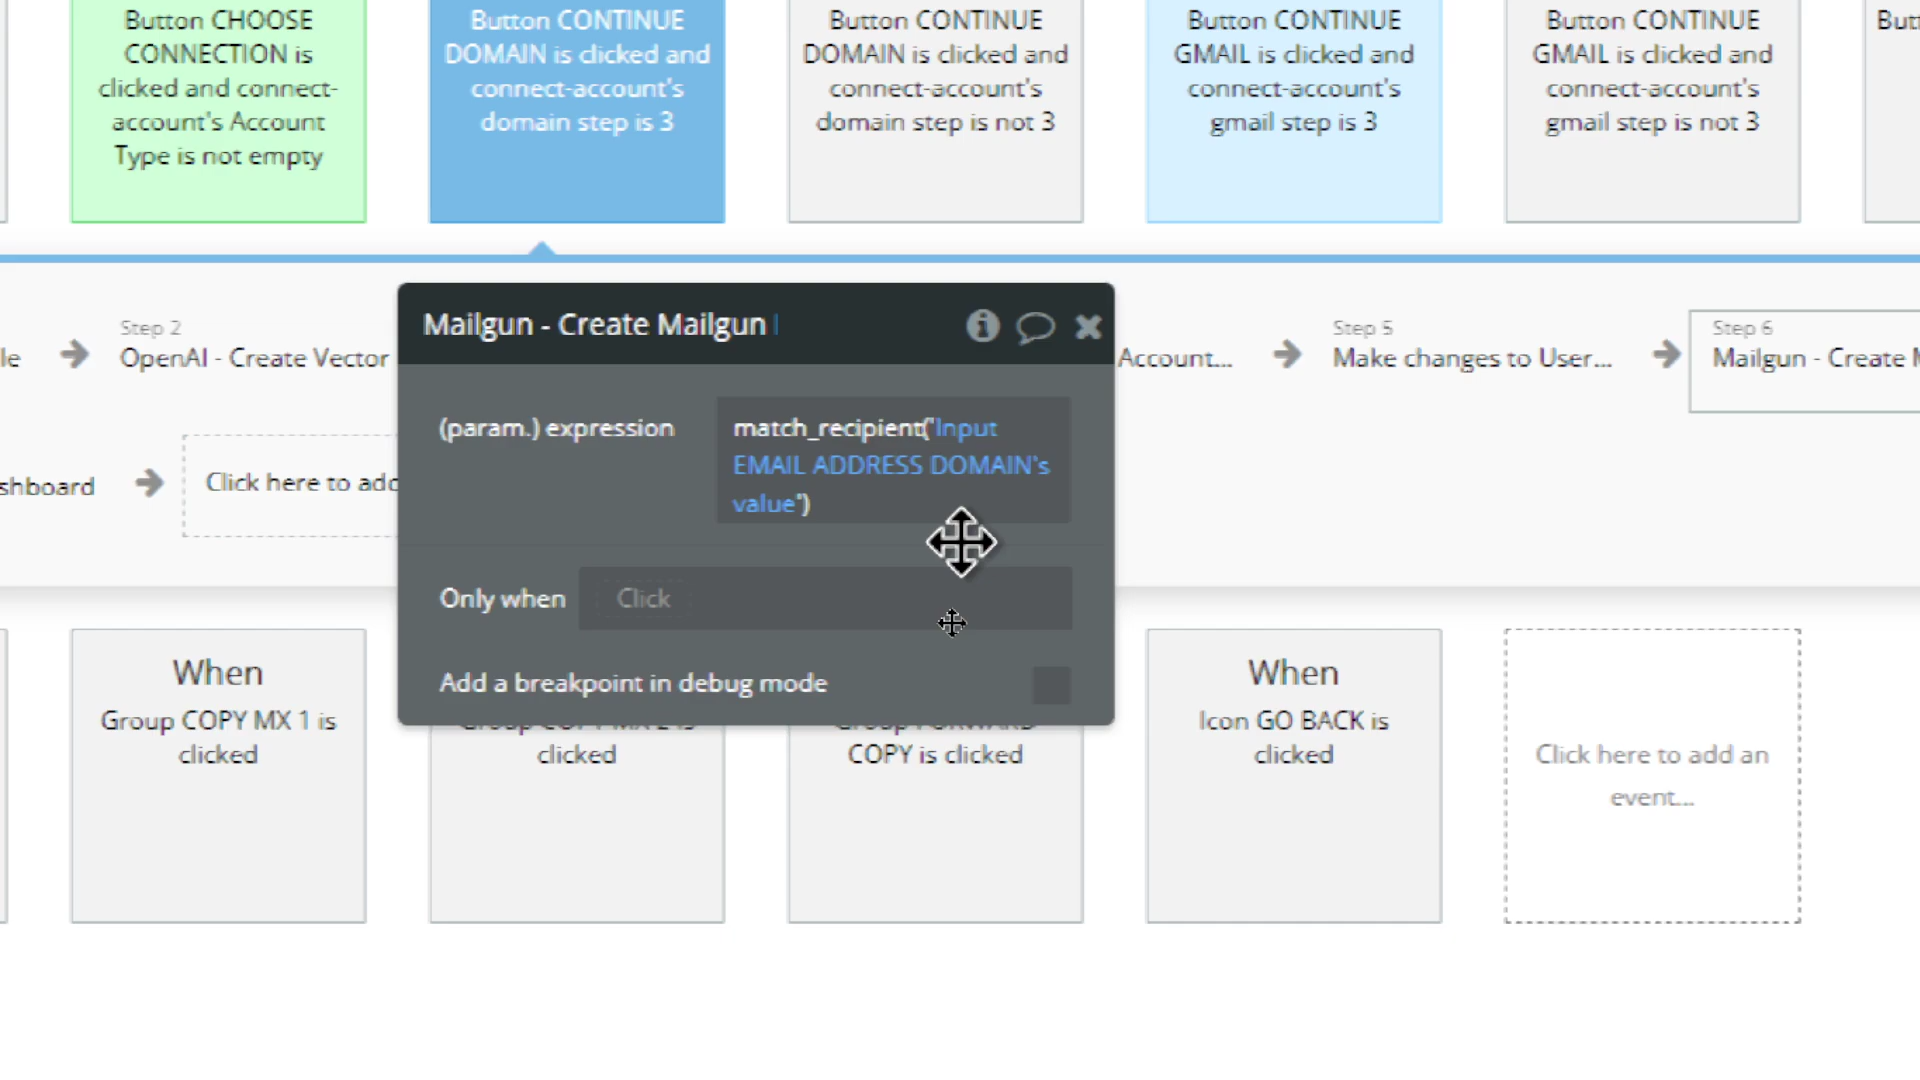 Button CHOOSE
CONNECTION is
clicked and connect-
account's Account
Type is not empty
Button CONTINUE
DOMAIN is clicked and
connect-account's
domain step is 3
Button CONTINUE
DOMAIN is clicked and
connect-account's
domain step is not 3
Button CONTINUE
GMAIL is clicked and
connect-account's
gmail step is 3
Button CONTINUE
GMAIL is clicked and
connect-account's
gmail step is not 3
Step 2
OpenAI - Create Vector
Account...
Step 5
Make changes to User...
Step 6
Mailgun - Create
Click here to
Mailgun - Create Mailgun
(param.) expression
match_recipient("Input
EMAIL ADDRESS DOMAIN's
value")
Only when
Click
Add a breakpoint in debug mode
When
Group COPY MX 1 is
clicked
clicked
COPY is clicked
When
Icon GO BACK is
clicked
Click here to add an
event...